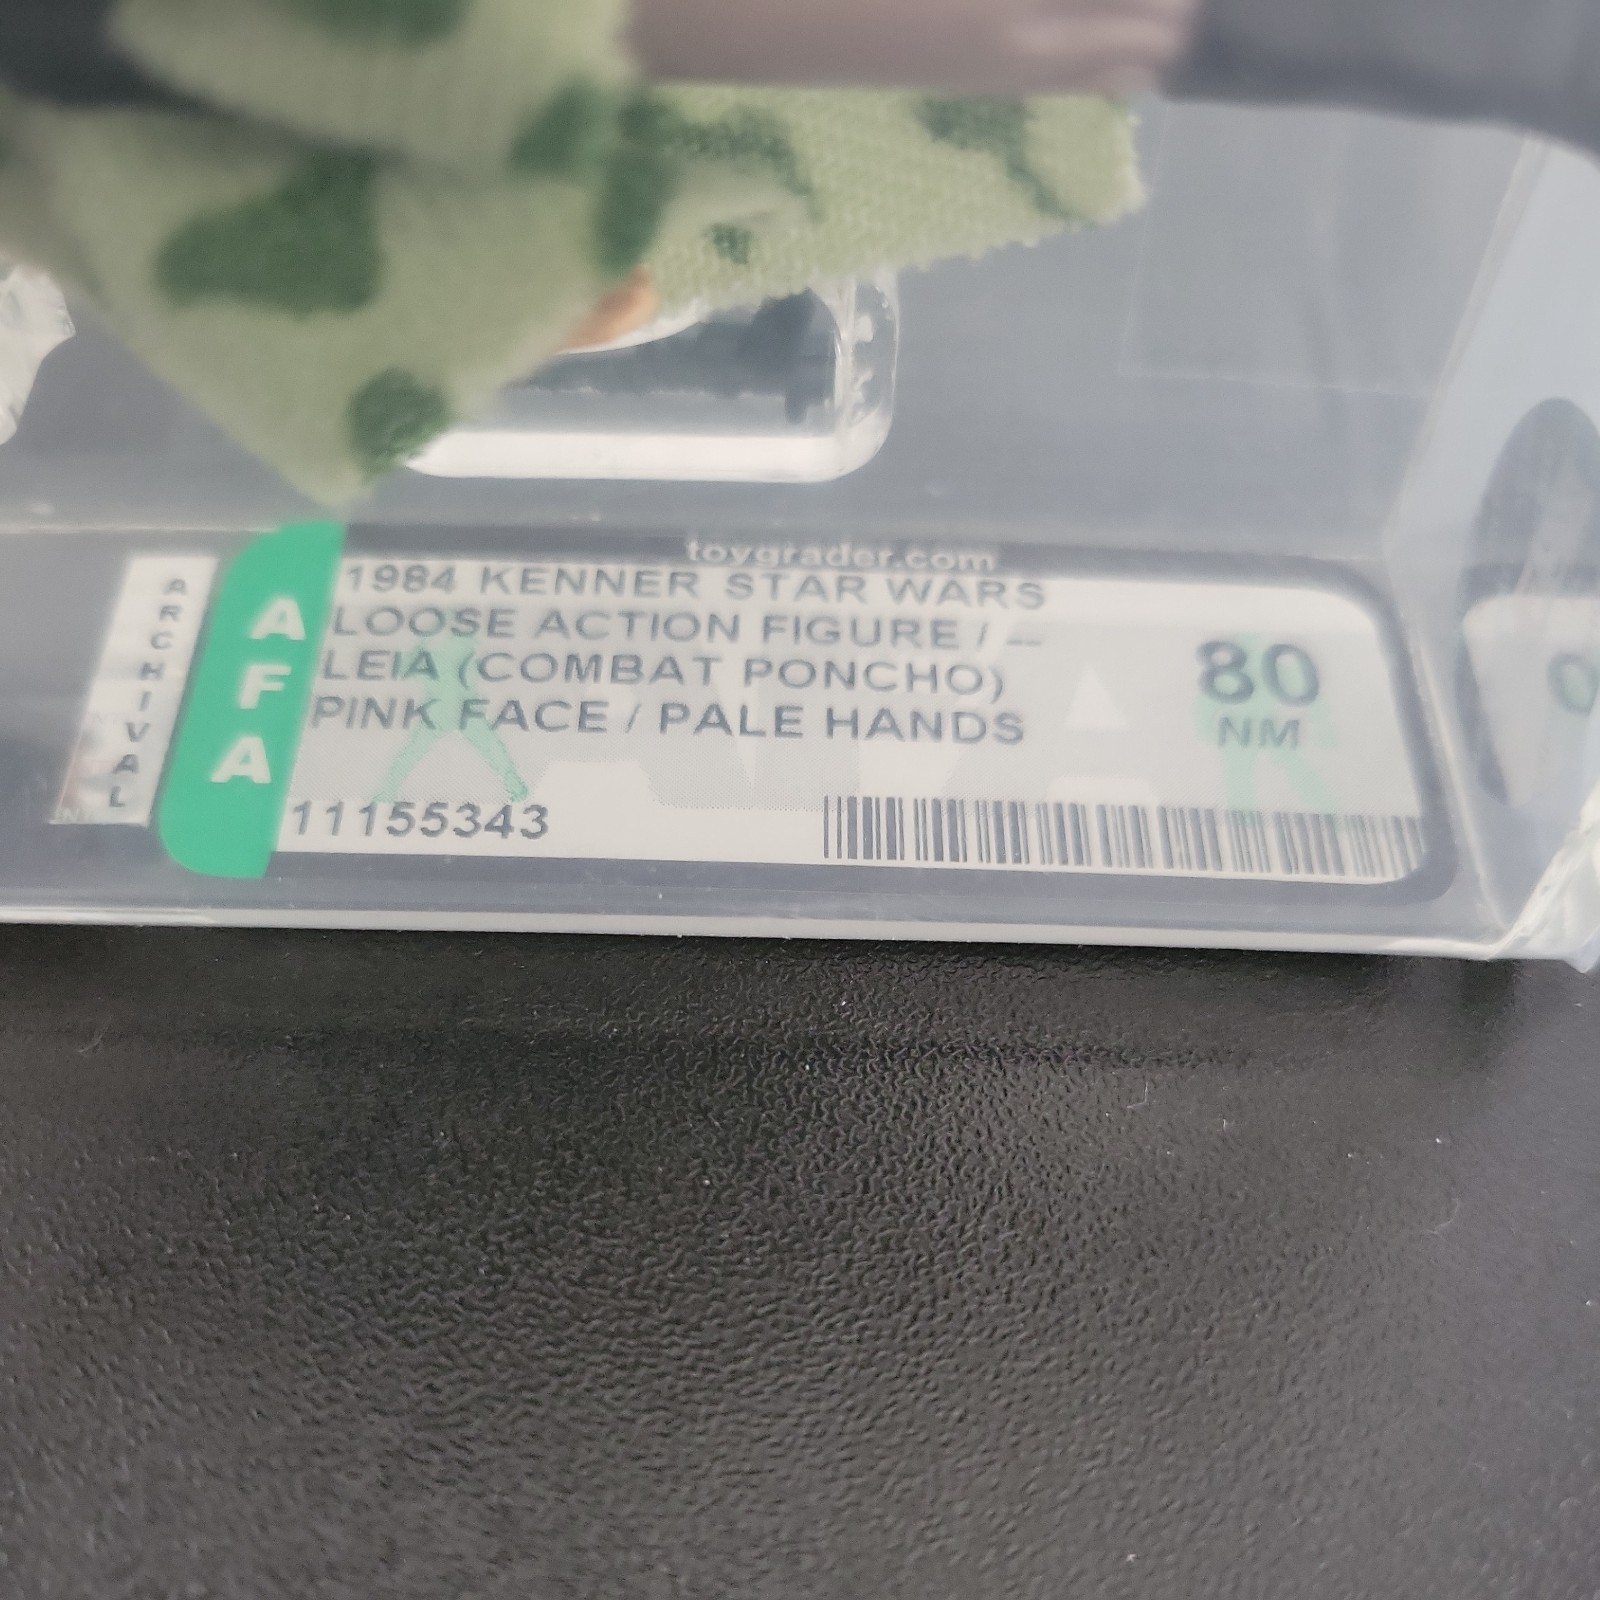 toygrader.com
ARCHIVAL
AFA
1984 KENNER STAR WARS
LOOSE ACTION FIGURE / --
LEIA (COMBAT PONCHO)
PINK FACE / PALE HANDS
80
NM
11155343
0